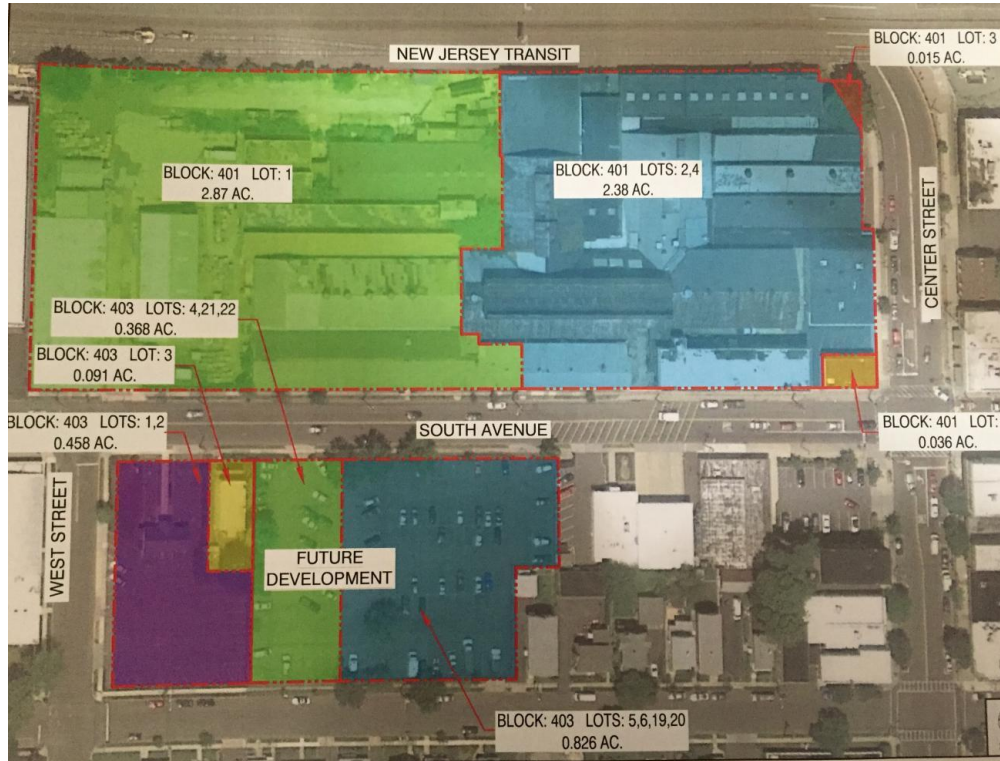 NEW JERSEY TRANSIT
BLOCK: 401 LOT: 3
0.015 AC.
BLOCK: 401 LOT: 1
2.87 AC.
BLOCK: 401 LOTS: 2,4
2.38 AC.
CENTER STREET
BLOCK: 403 LOTS: 4,21,22
0.368 AC.
BLOCK: 403 LOT: 3
0.091 AC.
BLOCK: 403 LOTS: 1,2
0.458 AC.
SOUTH AVENUE
BLOCK: 401 LOT:
0.036 AC.
WEST STREET
FUTURE
DEVELOPMENT
BLOCK: 403 LOTS: 5,6,19,20
0.826 AC.